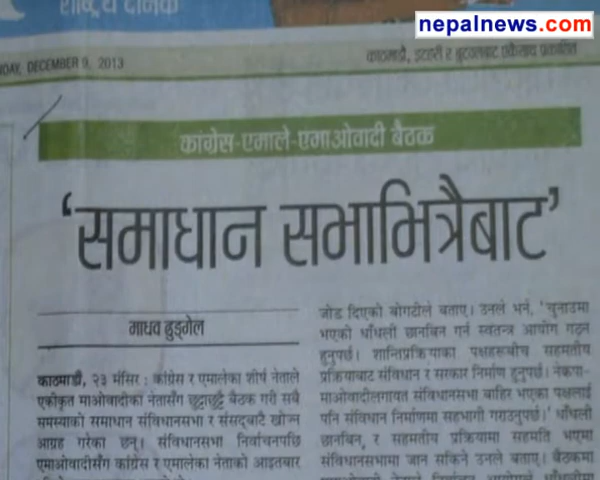 राष्ट्रिय दैनिक
nepalnews.com
NDAY, DECEMBER 9, 2013
काठमाडौं, इटहरी र बुटवलबाट एकैसाथ प्रकाशित
कांग्रेस-एमाले-एमाओवादी बैठक
‘समाधान सभाभित्रैबाट’
माधव ढुङ्गेल
काठमाडौं, २३ मंसिर : कांग्रेस र एमालेका शीर्ष नेताले
एकीकृत माओवादीका नेतासँग छुट्टाछुट्टै बैठक गरी सबै
समस्याको समाधान संविधानसभा र संसद्बाटै खोज्न
आग्रह गरेका छन्। संविधानसभा निर्वाचनपछि
एमाओवादीसँग कांग्रेस र एमालेका नेताको आइतबार
जोड दिएको बोगटीले बताए। उनले भने, ‘चुनाउमा
भएको धाँधली छानबिन गर्न स्वतन्त्र आयोग गठन
हुनुपर्छ। शान्तिप्रक्रियाका पक्षहरूबीच सहमतीय
प्रक्रियाबाट संविधान र सरकार निर्माण हुनुपर्छ। नेकपा-
माओवादीलगायत संविधानसभा बाहिर भएका पक्षलाई
पनि संविधान निर्माणमा सहभागी गराउनुपर्छ।’ धाँधली
छानबिन, र सहमतीय प्रक्रियामा सहमति भएमा
संविधानसभामा जान सकिने उनले बताए। बैठकमा